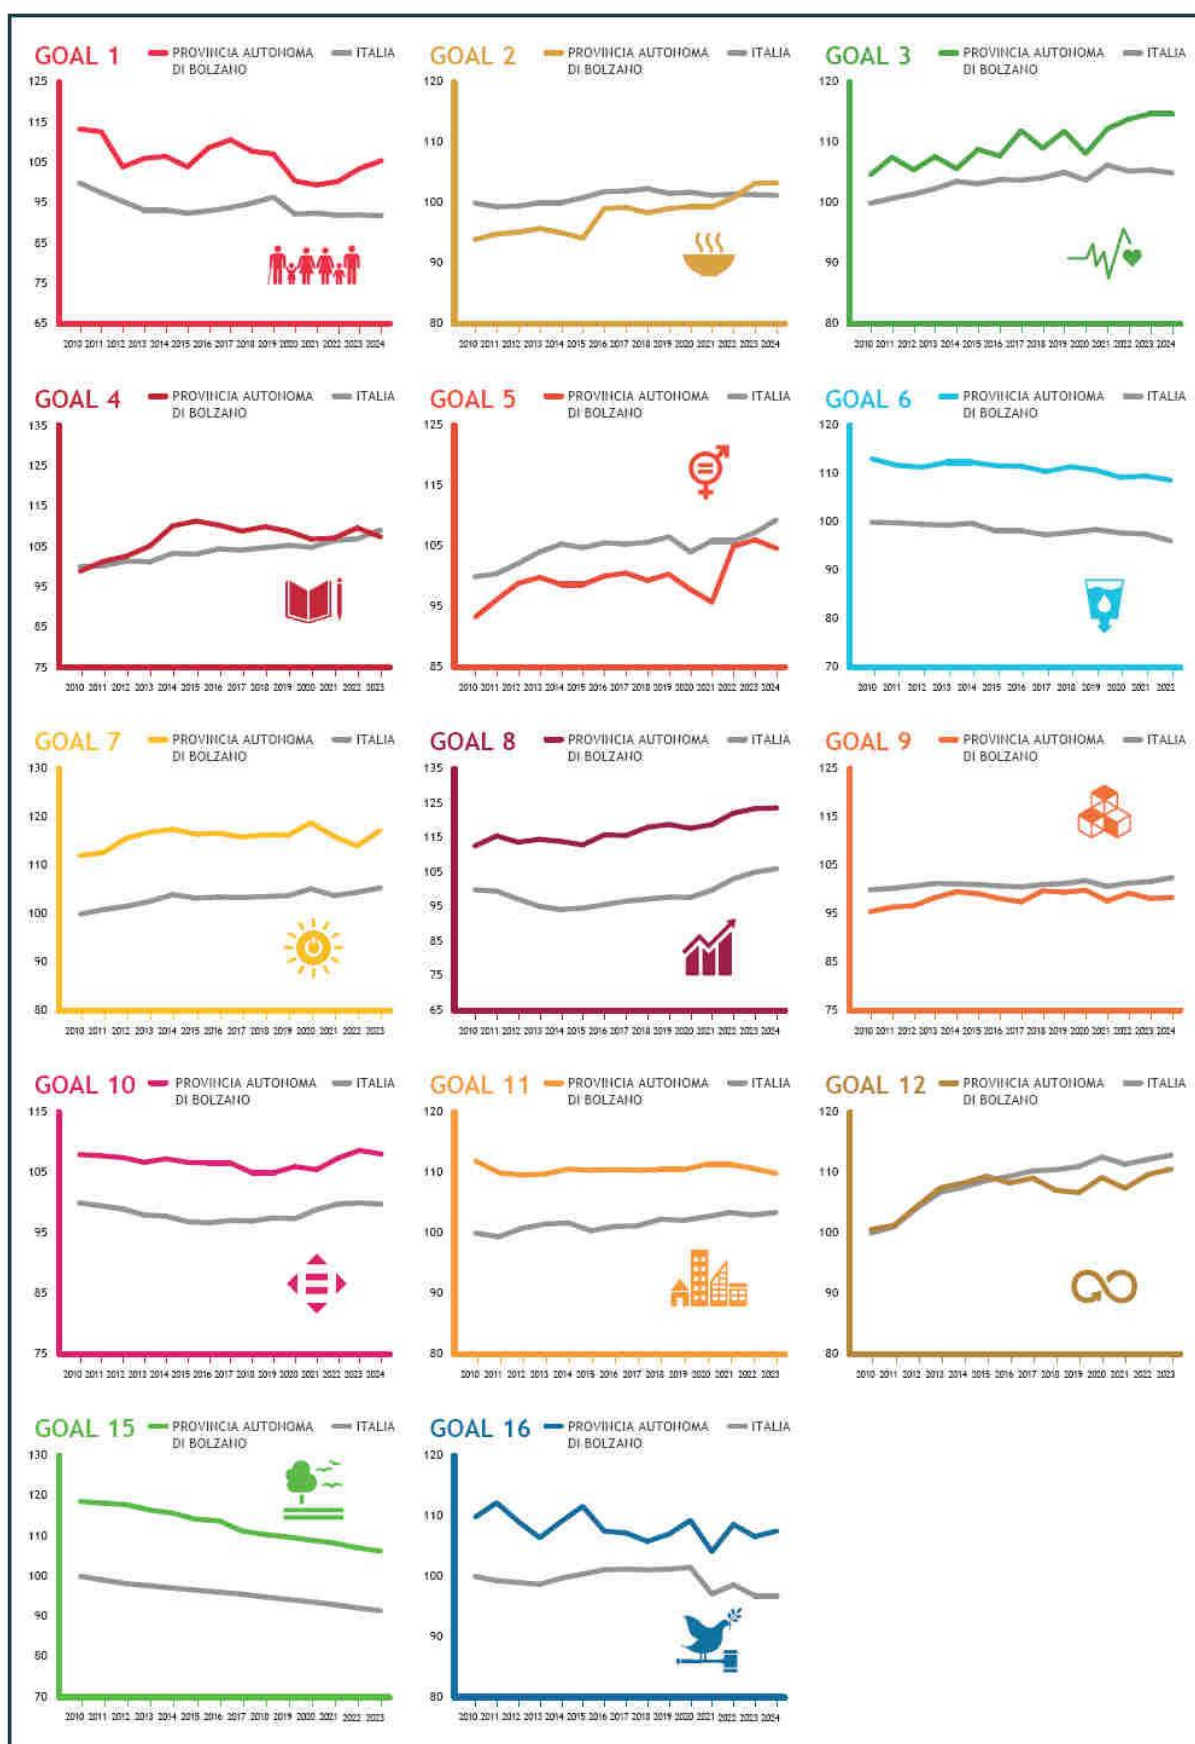 GOAL 1 PROVINCIA AUTONOMA DI BOLZANO ITALIA
125
115
105
95
85
75
65
2010 2011 2012 2013 2014 2015 2016 2017 2018 2019 2020 2021 2022 2023 2024
GOAL 2 PROVINCIA AUTONOMA DI BOLZANO ITALIA
120
110
100
90
80
2010 2011 2012 2013 2014 2015 2016 2017 2018 2019 2020 2021 2022 2023 2024
GOAL 3 PROVINCIA AUTONOMA DI BOLZANO ITALIA
120
110
100
90
80
2010 2011 2012 2013 2014 2015 2016 2017 2018 2019 2020 2021 2022 2023 2024
GOAL 4 PROVINCIA AUTONOMA DI BOLZANO ITALIA
135
125
115
105
95
85
75
2010 2011 2012 2013 2014 2015 2016 2017 2018 2019 2020 2021 2022 2023
GOAL 5 PROVINCIA AUTONOMA DI BOLZANO ITALIA
125
115
105
95
85
2010 2011 2012 2013 2014 2015 2016 2017 2018 2019 2020 2021 2022 2023 2024
GOAL 6 PROVINCIA AUTONOMA DI BOLZANO ITALIA
120
110
100
90
80
70
2010 2011 2012 2013 2014 2015 2016 2017 2018 2019 2020 2021 2022
GOAL 7 PROVINCIA AUTONOMA DI BOLZANO ITALIA
130
120
110
100
90
80
2010 2011 2012 2013 2014 2015 2016 2017 2018 2019 2020 2021 2022 2023
GOAL 8 PROVINCIA AUTONOMA DI BOLZANO ITALIA
135
125
115
105
95
85
75
65
2010 2011 2012 2013 2014 2015 2016 2017 2018 2019 2020 2021 2022 2023 2024
GOAL 9 PROVINCIA AUTONOMA DI BOLZANO ITALIA
125
115
105
95
85
75
2010 2011 2012 2013 2014 2015 2016 2017 2018 2019 2020 2021 2022 2023 2024
GOAL 10 PROVINCIA AUTONOMA DI BOLZANO ITALIA
115
105
95
85
75
2010 2011 2012 2013 2014 2015 2016 2017 2018 2019 2020 2021 2022 2023 2024
GOAL 11 PROVINCIA AUTONOMA DI BOLZANO ITALIA
120
110
100
90
80
2010 2011 2012 2013 2014 2015 2016 2017 2018 2019 2020 2021 2022 2023
GOAL 12 PROVINCIA AUTONOMA DI BOLZANO ITALIA
120
110
100
90
80
2010 2011 2012 2013 2014 2015 2016 2017 2018 2019 2020 2021 2022 2023
GOAL 15 PROVINCIA AUTONOMA DI BOLZANO ITALIA
130
120
110
100
90
80
70
2010 2011 2012 2013 2014 2015 2016 2017 2018 2019 2020 2021 2022 2023
GOAL 16 PROVINCIA AUTONOMA DI BOLZANO ITALIA
120
110
100
90
80
2010 2011 2012 2013 2014 2015 2016 2017 2018 2019 2020 2021 2022 2023 2024